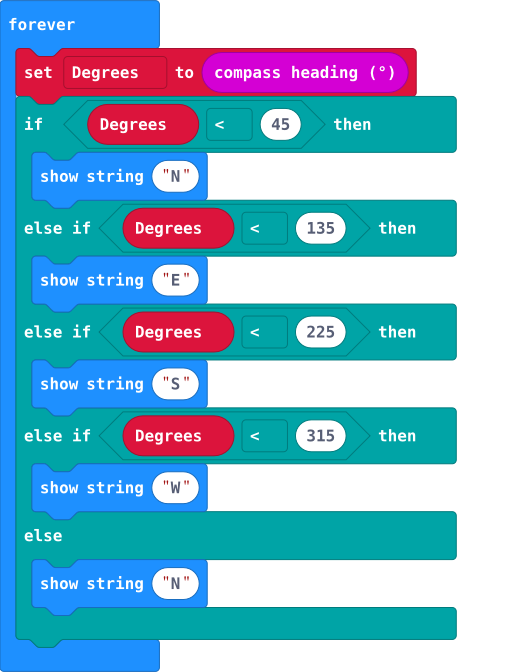 forever
set Degrees to compass heading (°)
if Degrees < 45 then
show string "N"
else if Degrees < 135 then
show string "E"
else if Degrees < 225 then
show string "S"
else if Degrees < 315 then
show string "W"
else
show string "N"